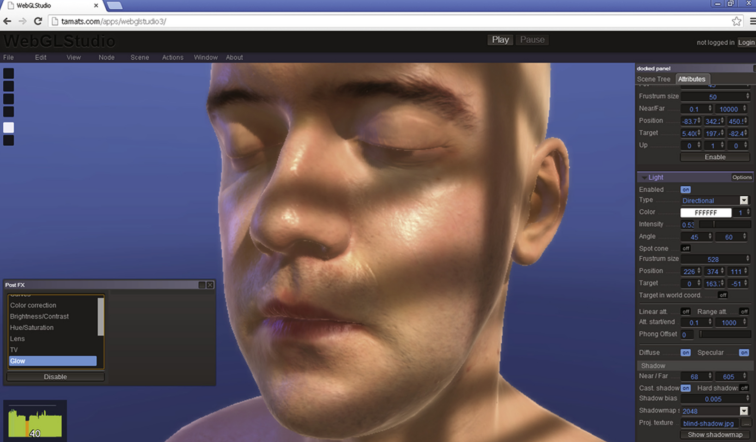 WebGLStudio
tamats.com/apps/webglstudio3/
WebGLStudio
Play Pause
not logged in Login
File Edit View Node Scene Actions Window About
docked panel
Scene Tree Attributes
Frustrum size 50
Near/Far 0.1 10000
Position -83.7 342. 450.
Target 5.40 197. -82.4
Up 0 1 0
Enable
Light Options
Enabled on
Type Directional
Color FFFFFF 1
Intensity 0.5
Angle 45 60
Spot cone off
Frustrum size 528
Position 226 374 111
Target 0 163. -51
Target in world coord. off
Linear att. off Range att. off
Att. start/end 0.1 1000
Phong Offset 0
Diffuse on Specular on
Shadow
Near / Far 68 605
Cast. shadow on Hard shadow off
Shadow bias 0.005
Shadowmap 2048
Proj. texture blind-shadow.jpg
Show shadowmap
Post FX
Color correction
Brightness/Contrast
Hue/Saturation
Lens
TV
Glow
Disable
40